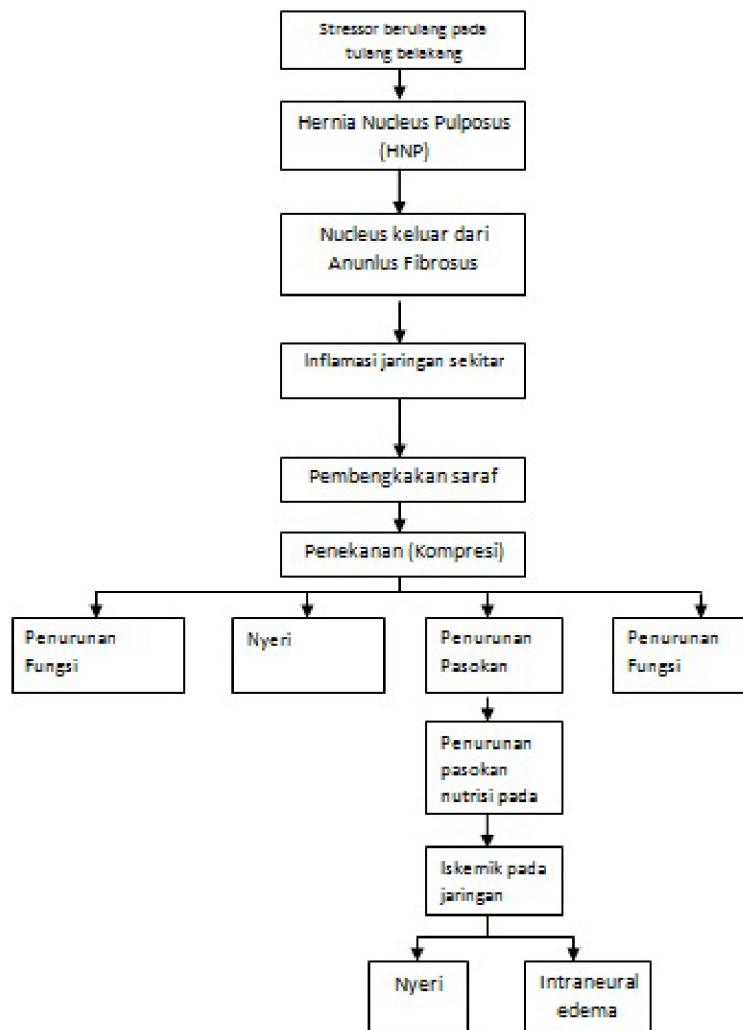 Stressor berulang pada
tulang belakang
Hernia Nucleus Pulposus
(HNP)
Nucleus keluar dari
Anunlus Fibrosus
Inflamasi jaringan sekitar
Pembengkakan saraf
Penekanan (Kompresi)
Penurunan
Fungsi
Nyeri
Penurunan
Pasokan
Penurunan
Fungsi
Penurunan
pasokan
nutrisi pada
Iskemik pada
jaringan
Nyeri
Intraneural
edema